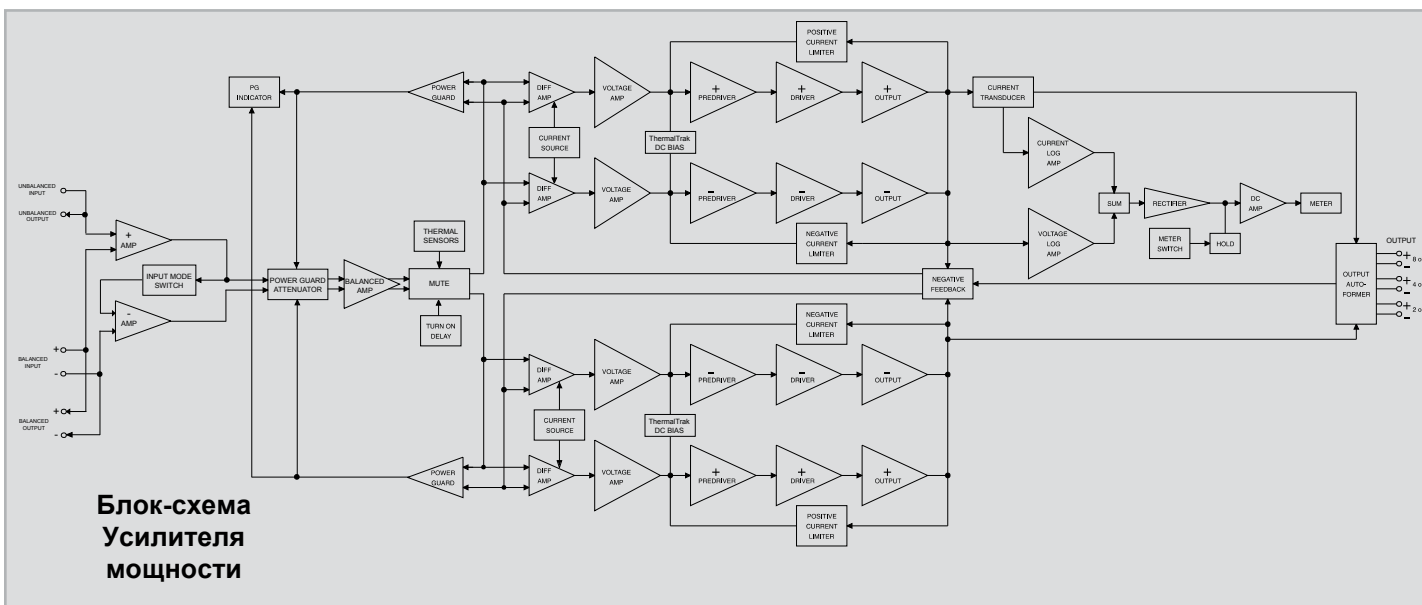 POSITIVE
CURRENT
LIMITER
PG
INDICATOR
POWER
GUARD
DIFF
AMP
VOLTAGE
AMP
+
PREDRIVER
+
DRIVER
+
OUTPUT
CURRENT
TRANSDUCER
CURRENT
SOURCE
ThermalTrak
DC BIAS
CURRENT
LOG
AMP
DIFF
AMP
VOLTAGE
AMP
-
PREDRIVER
-
DRIVER
-
OUTPUT
SUM
RECTIFIER
DC
AMP
METER
UNBALANCED
INPUT
UNBALANCED
OUTPUT
+
AMP
THERMAL
SENSORS
NEGATIVE
CURRENT
LIMITER
VOLTAGE
LOG
AMP
METER
SWITCH
HOLD
INPUT MODE
SWITCH
POWER GUARD
ATTENUATOR
BALANCED
AMP
MUTE
NEGATIVE
FEEDBACK
OUTPUT
AUTO-
FORMER
OUTPUT
+
-
8 o
+
-
4 o
+
-
2 o
-
AMP
TURN ON
DELAY
NEGATIVE
CURRENT
LIMITER
+
BALANCED
INPUT
-
DIFF
AMP
VOLTAGE
AMP
-
PREDRIVER
-
DRIVER
-
OUTPUT
+
BALANCED
OUTPUT
-
CURRENT
SOURCE
ThermalTrak
DC BIAS
POWER
GUARD
DIFF
AMP
VOLTAGE
AMP
+
PREDRIVER
+
DRIVER
+
OUTPUT
POSITIVE
CURRENT
LIMITER
Блок-схема
Усилителя
мощности